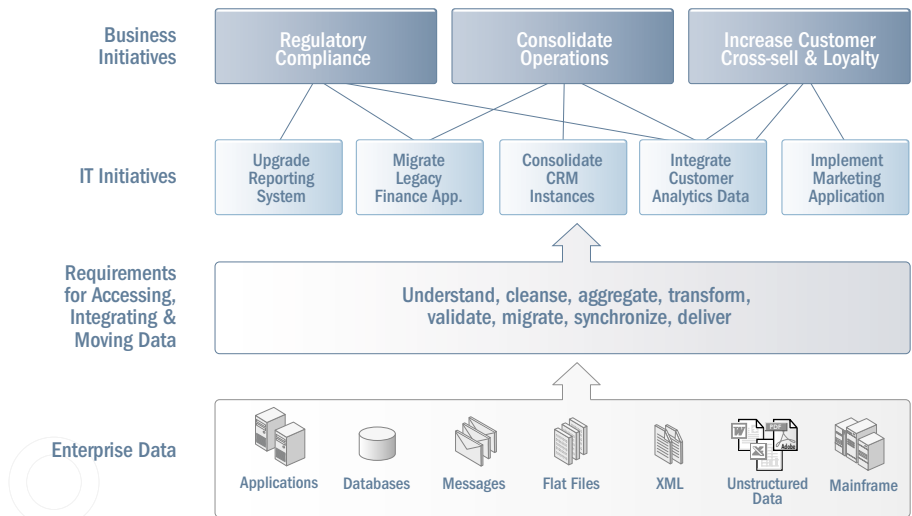 Business
Initiatives
Regulatory
Compliance
Consolidate
Operations
Increase Customer
Cross-sell & Loyalty
IT Initiatives
Upgrade
Reporting
System
Migrate
Legacy
Finance App.
Consolidate
CRM
Instances
Integrate
Customer
Analytics Data
Implement
Marketing
Application
Requirements
for Accessing,
Integrating &
Moving Data
Understand, cleanse, aggregate, transform,
validate, migrate, synchronize, deliver
Enterprise Data
W
X
PDF
Adobe
Applications
Databases
Messages
Flat Files
XML
Unstructured
Data
Mainframe